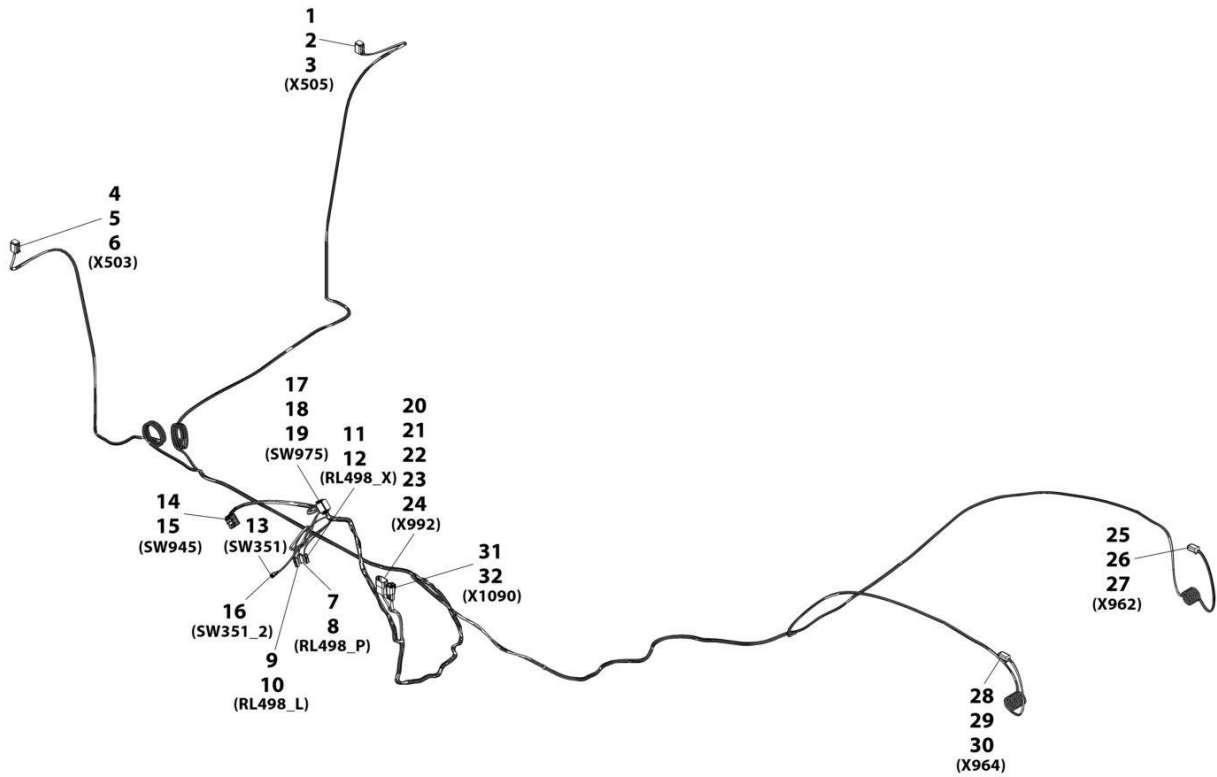 1
2
3
(X505)
4
5
6
(X503)
17
18
19
(SW975)
11
12
(RL498_X)
20
21
22
23
24
(X992)
14
15
(SW945)
13
(SW351)
16
(SW351_2)
7
8
(RL498_P)
9
10
(RL498_L)
31
32
(X1090)
25
26
27
(X962)
28
29
30
(X964)